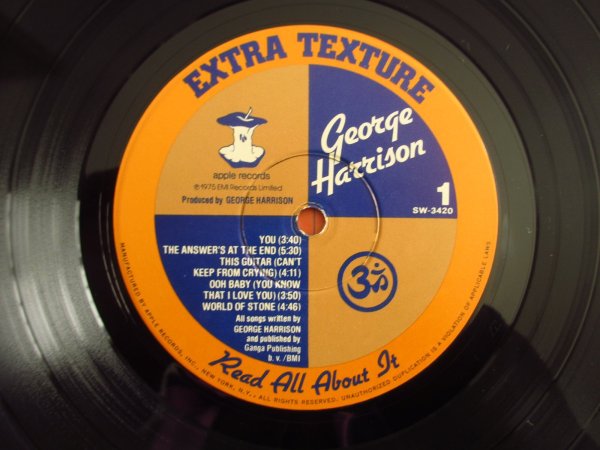 EXTRA TEXTURE
apple records
℗ 1975 EMI Records Limited
Produced by GEORGE HARRISON
George
Harrison
1
SW-3420
YOU (3:40)
THE ANSWER'S AT THE END (5:30)
THIS GUITAR (CAN'T
KEEP FROM CRYING) (4:11)
OOH BABY (YOU KNOW
THAT I LOVE YOU) (3:50)
WORLD OF STONE (4:46)
All songs written by
GEORGE HARRISON
and published by
Ganga Publishing
b. v. /BMI
ॐ
Read All About It
MANUFACTURED BY APPLE RECORDS, INC., NEW YORK, N.Y.. ALL RIGHTS RESERVED. UNAUTHORIZED DUPLICATION IS A VIOLATION OF APPLICABLE LAWS